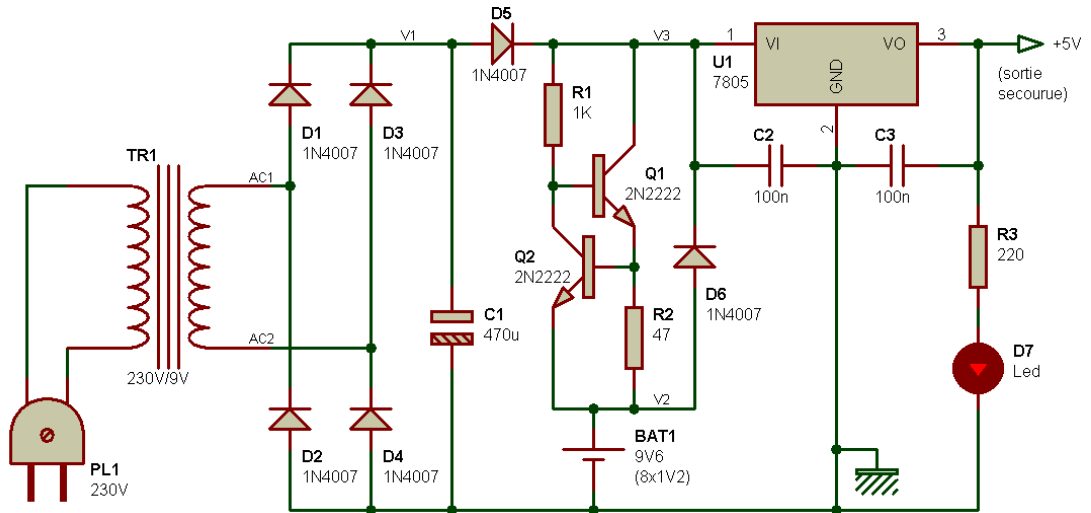 D5
1N4007
V1
V3
1
VI
VO
3
GND
2
U1
7805
+5V
(sortie
secourue)
R1
1K
D1
1N4007
D3
1N4007
TR1
AC1
AC2
230V/9V
Q1
2N2222
Q2
2N2222
C2
100n
C3
100n
R3
220
D6
1N4007
C1
470u
R2
47
D7
Led
V2
D2
1N4007
D4
1N4007
BAT1
9V6
(8x1V2)
PL1
230V